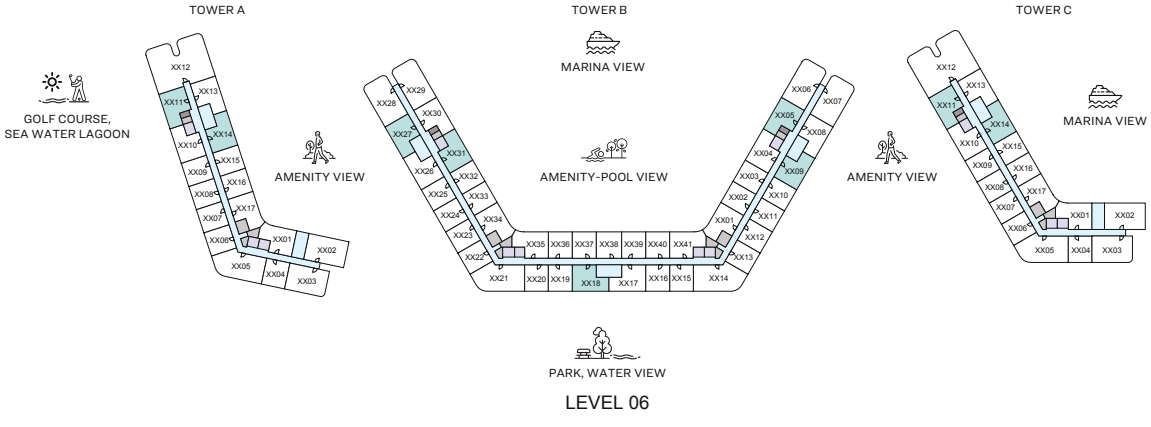 TOWER A
TOWER B
TOWER C
GOLF COURSE,
SEA WATER LAGOON
AMENITY VIEW
MARINA VIEW
AMENITY-POOL VIEW
AMENITY VIEW
MARINA VIEW
XX12
XX13
XX11
XX14
XX10
XX15
XX09
XX16
XX08
XX17
XX07
XX06
XX01
XX02
XX05
XX04
XX03
XX29
XX28
XX30
XX27
XX31
XX26
XX32
XX25
XX33
XX24
XX34
XX23
XX22
XX21
XX35
XX36
XX37
XX38
XX39
XX40
XX41
XX20
XX19
XX18
XX17
XX16
XX15
XX14
XX06
XX07
XX05
XX08
XX04
XX09
XX03
XX10
XX02
XX11
XX01
XX12
XX13
XX12
XX13
XX11
XX14
XX10
XX15
XX09
XX16
XX08
XX17
XX07
XX06
XX01
XX02
XX05
XX04
XX03
PARK, WATER VIEW
LEVEL 06